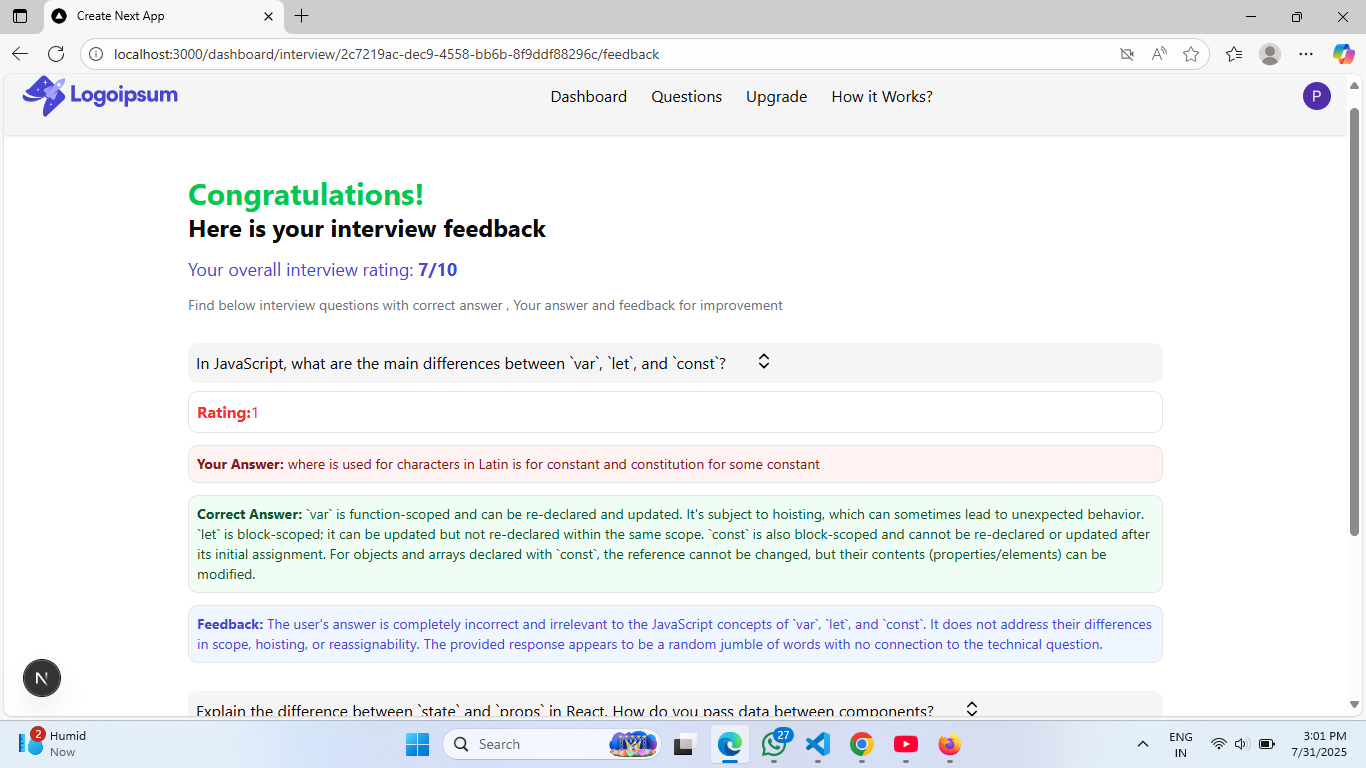 Create Next App
localhost:3000/dashboard/interview/2c7219ac-dec9-4558-bb6b-8f9ddf88296c/feedback
Logoipsum
Dashboard Questions Upgrade How it Works?
P
Congratulations!
Here is your interview feedback
Your overall interview rating: 7/10
Find below interview questions with correct answer , Your answer and feedback for improvement
In JavaScript, what are the main differences between `var`, `let`, and `const`?
Rating:1
Your Answer: where is used for characters in Latin is for constant and constitution for some constant
Correct Answer: `var` is function-scoped and can be re-declared and updated. It's subject to hoisting, which can sometimes lead to unexpected behavior.
`let` is block-scoped; it can be updated but not re-declared within the same scope. `const` is also block-scoped and cannot be re-declared or updated after
its initial assignment. For objects and arrays declared with `const`, the reference cannot be changed, but their contents (properties/elements) can be
modified.
Feedback: The user's answer is completely incorrect and irrelevant to the JavaScript concepts of `var`, `let`, and `const`. It does not address their differences
in scope, hoisting, or reassignability. The provided response appears to be a random jumble of words with no connection to the technical question.
N
Explain the difference between `state` and `props` in React. How do you pass data between components?
2
Humid
Now
Search
27
ENG
IN
3:01 PM
7/31/2025